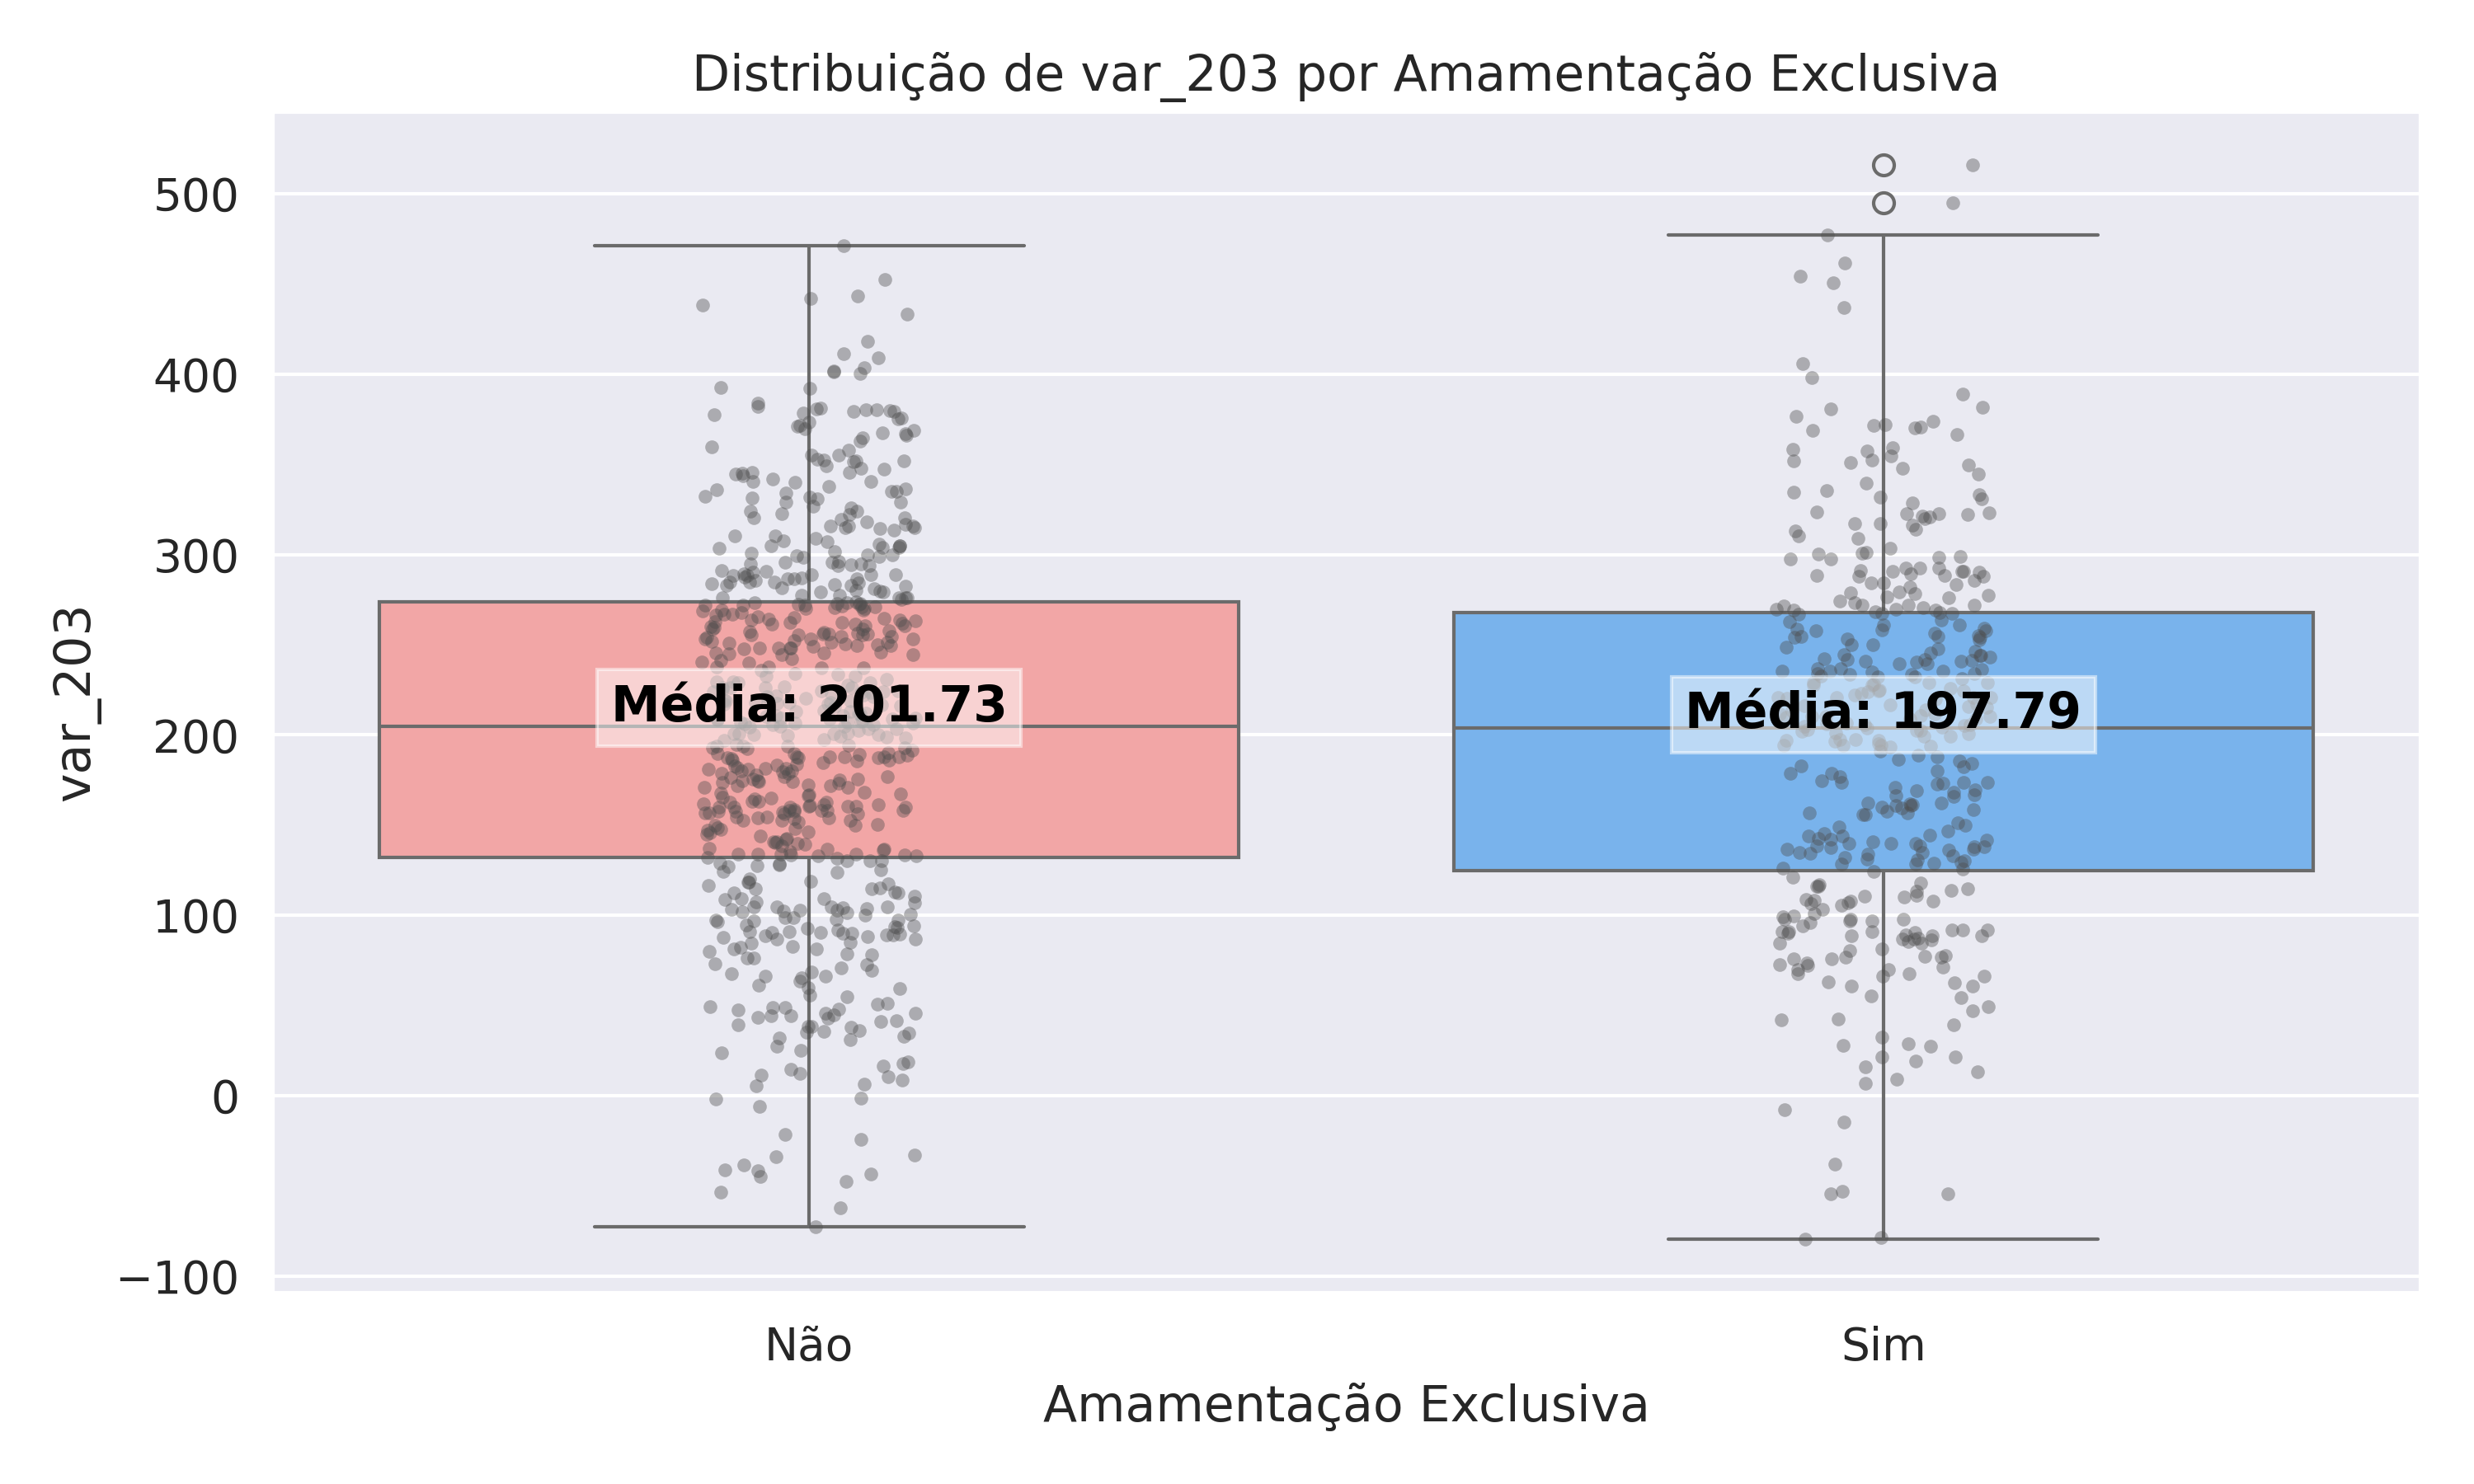 Distribuição de var_203 por Amamentação Exclusiva
var_203
500
400
300
200
100
0
−100
Média: 201.73
Média: 197.79
Não
Sim
Amamentação Exclusiva